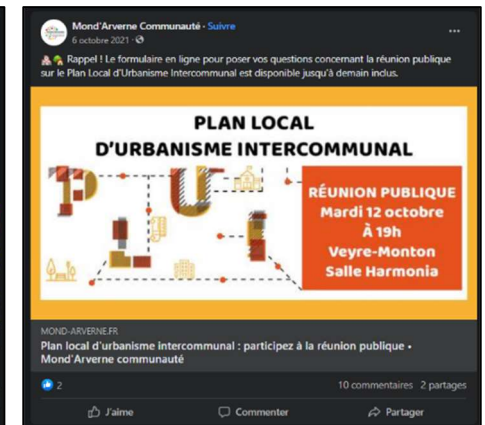 Mond'Arverne Communauté · Suivre
6 octobre 2021 ·
Rappel ! Le formulaire en ligne pour poser vos questions concernant la réunion publique
sur le Plan Local d'Urbanisme Intercommunal est disponible jusqu'à demain inclus.
PLAN LOCAL
D'URBANISME INTERCOMMUNAL
PLUi
RÉUNION PUBLIQUE
Mardi 12 octobre
À 19h
Veyre-Monton
Salle Harmonia
MOND-ARVERNE.FR
Plan local d'urbanisme intercommunal : participez à la réunion publique •
Mond'Arverne communauté
2
10 commentaires 2 partages
J'aime
Commenter
Partager